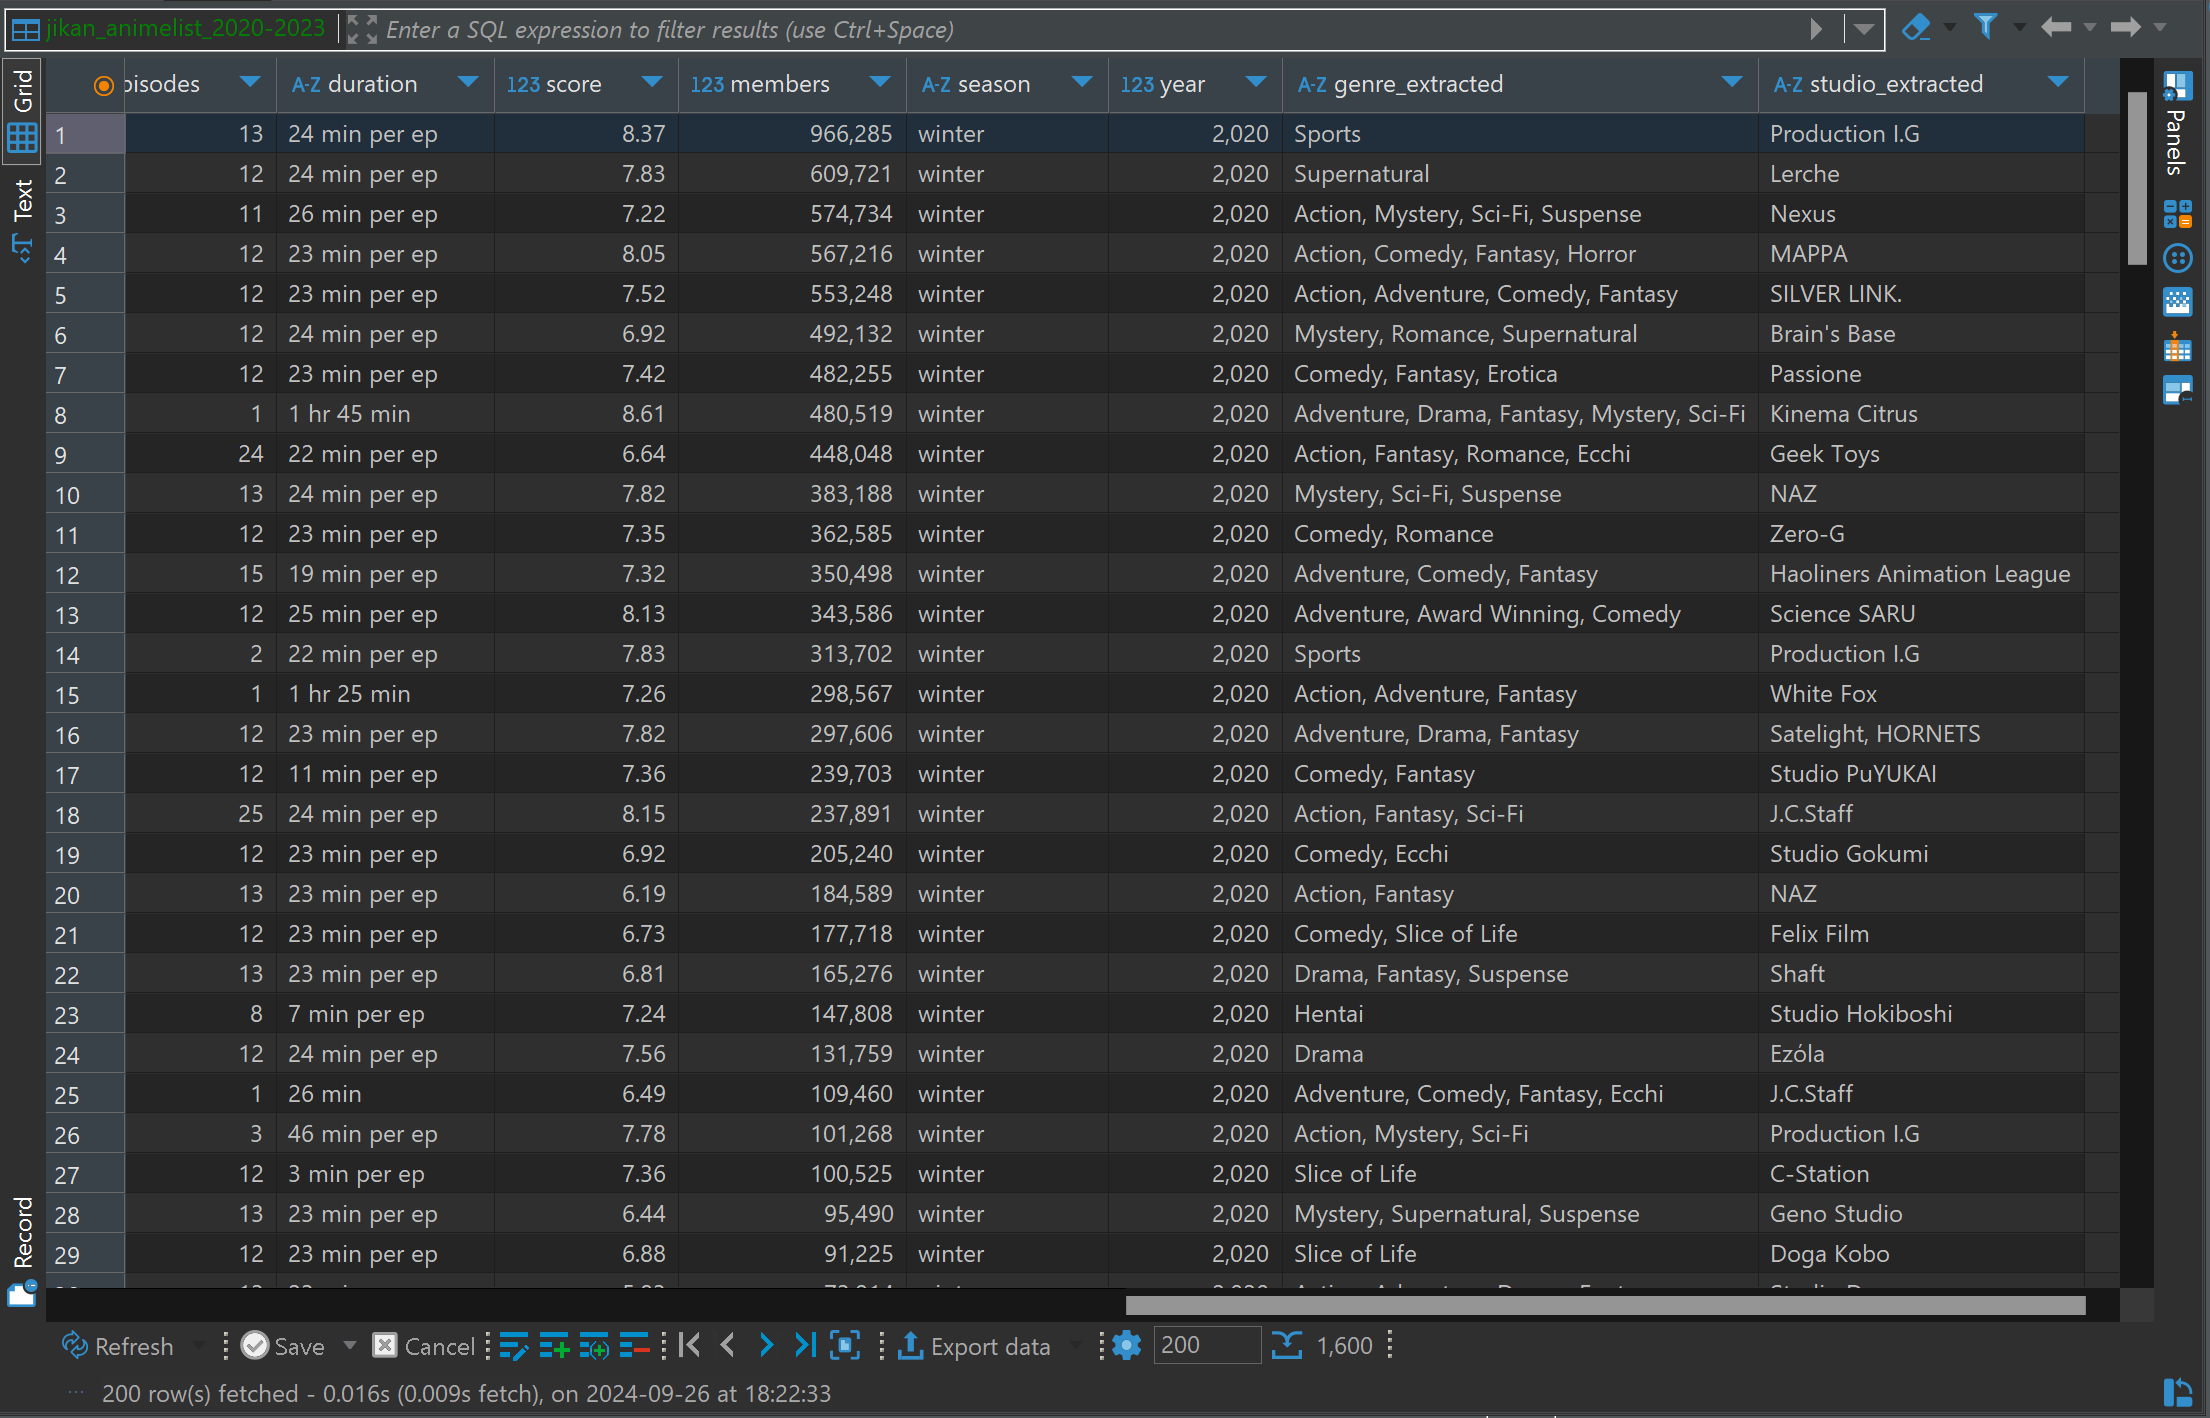 jikan_animelist_2020-2023 Enter a SQL expression to filter results (use Ctrl+Space)
Grid
Text
Record
Panels
pisodes A-Z duration 123 score 123 members A-Z season 123 year A-Z genre_extracted A-Z studio_extracted
1 13 24 min per ep 8.37 966,285 winter 2,020 Sports Production I.G
2 12 24 min per ep 7.83 609,721 winter 2,020 Supernatural Lerche
3 11 26 min per ep 7.22 574,734 winter 2,020 Action, Mystery, Sci-Fi, Suspense Nexus
4 12 23 min per ep 8.05 567,216 winter 2,020 Action, Comedy, Fantasy, Horror MAPPA
5 12 23 min per ep 7.52 553,248 winter 2,020 Action, Adventure, Comedy, Fantasy SILVER LINK.
6 12 24 min per ep 6.92 492,132 winter 2,020 Mystery, Romance, Supernatural Brain's Base
7 12 23 min per ep 7.42 482,255 winter 2,020 Comedy, Fantasy, Erotica Passione
8 1 1 hr 45 min 8.61 480,519 winter 2,020 Adventure, Drama, Fantasy, Mystery, Sci-Fi Kinema Citrus
9 24 22 min per ep 6.64 448,048 winter 2,020 Action, Fantasy, Romance, Ecchi Geek Toys
10 13 24 min per ep 7.82 383,188 winter 2,020 Mystery, Sci-Fi, Suspense NAZ
11 12 23 min per ep 7.35 362,585 winter 2,020 Comedy, Romance Zero-G
12 15 19 min per ep 7.32 350,498 winter 2,020 Adventure, Comedy, Fantasy Haoliners Animation League
13 12 25 min per ep 8.13 343,586 winter 2,020 Adventure, Award Winning, Comedy Science SARU
14 2 22 min per ep 7.83 313,702 winter 2,020 Sports Production I.G
15 1 1 hr 25 min 7.26 298,567 winter 2,020 Action, Adventure, Fantasy White Fox
16 12 23 min per ep 7.82 297,606 winter 2,020 Adventure, Drama, Fantasy Satelight, HORNETS
17 12 11 min per ep 7.36 239,703 winter 2,020 Comedy, Fantasy Studio PuYUKAI
18 25 24 min per ep 8.15 237,891 winter 2,020 Action, Fantasy, Sci-Fi J.C.Staff
19 12 23 min per ep 6.92 205,240 winter 2,020 Comedy, Ecchi Studio Gokumi
20 13 23 min per ep 6.19 184,589 winter 2,020 Action, Fantasy NAZ
21 12 23 min per ep 6.73 177,718 winter 2,020 Comedy, Slice of Life Felix Film
22 13 23 min per ep 6.81 165,276 winter 2,020 Drama, Fantasy, Suspense Shaft
23 8 7 min per ep 7.24 147,808 winter 2,020 Hentai Studio Hokiboshi
24 12 24 min per ep 7.56 131,759 winter 2,020 Drama Ezóla
25 1 26 min 6.49 109,460 winter 2,020 Adventure, Comedy, Fantasy, Ecchi J.C.Staff
26 3 46 min per ep 7.78 101,268 winter 2,020 Action, Mystery, Sci-Fi Production I.G
27 12 3 min per ep 7.36 100,525 winter 2,020 Slice of Life C-Station
28 13 23 min per ep 6.44 95,490 winter 2,020 Mystery, Supernatural, Suspense Geno Studio
29 12 23 min per ep 6.88 91,225 winter 2,020 Slice of Life Doga Kobo
Refresh Save Cancel Export data 200 1,600
200 row(s) fetched - 0.016s (0.009s fetch), on 2024-09-26 at 18:22:33